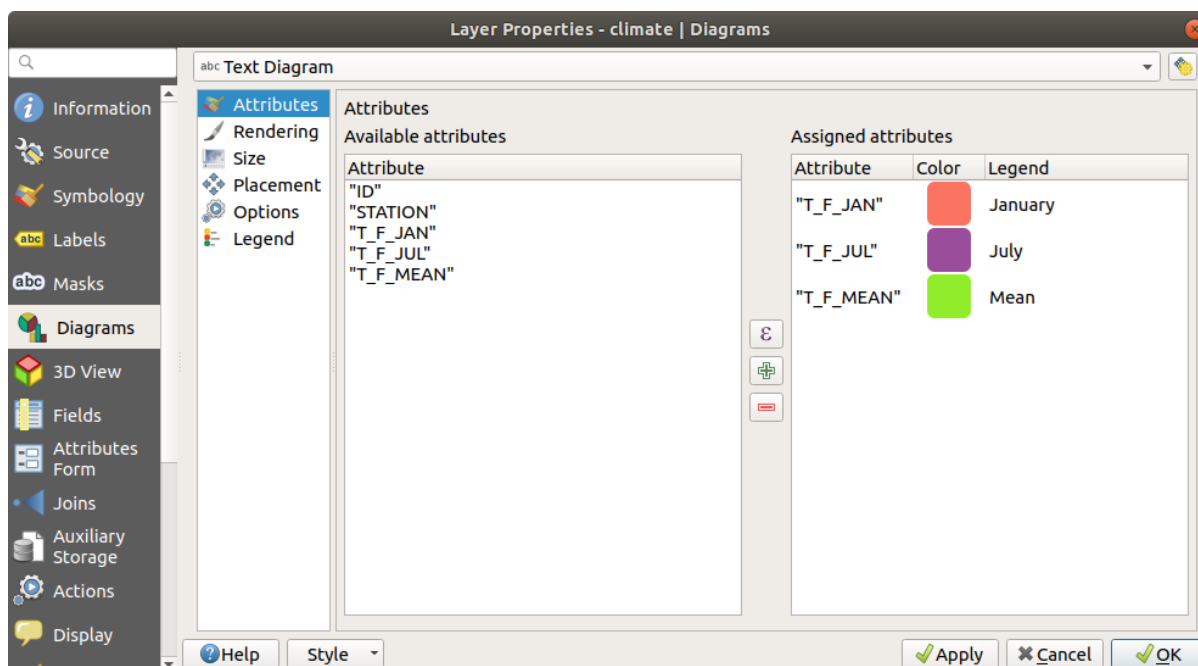 Layer Properties - climate | Diagrams
abc Text Diagram
Information
Source
Symbology
abc Labels
abc Masks
Diagrams
3D View
Fields
Attributes
Form
Joins
Auxiliary
Storage
Actions
Display
Attributes
Rendering
Size
Placement
Options
Legend
Attributes
Available attributes
Attribute
"ID"
"STATION"
"T_F_JAN"
"T_F_JUL"
"T_F_MEAN"
ε
Assigned attributes
Attribute Color Legend
"T_F_JAN" January
"T_F_JUL" July
"T_F_MEAN" Mean
Help Style Apply Cancel OK